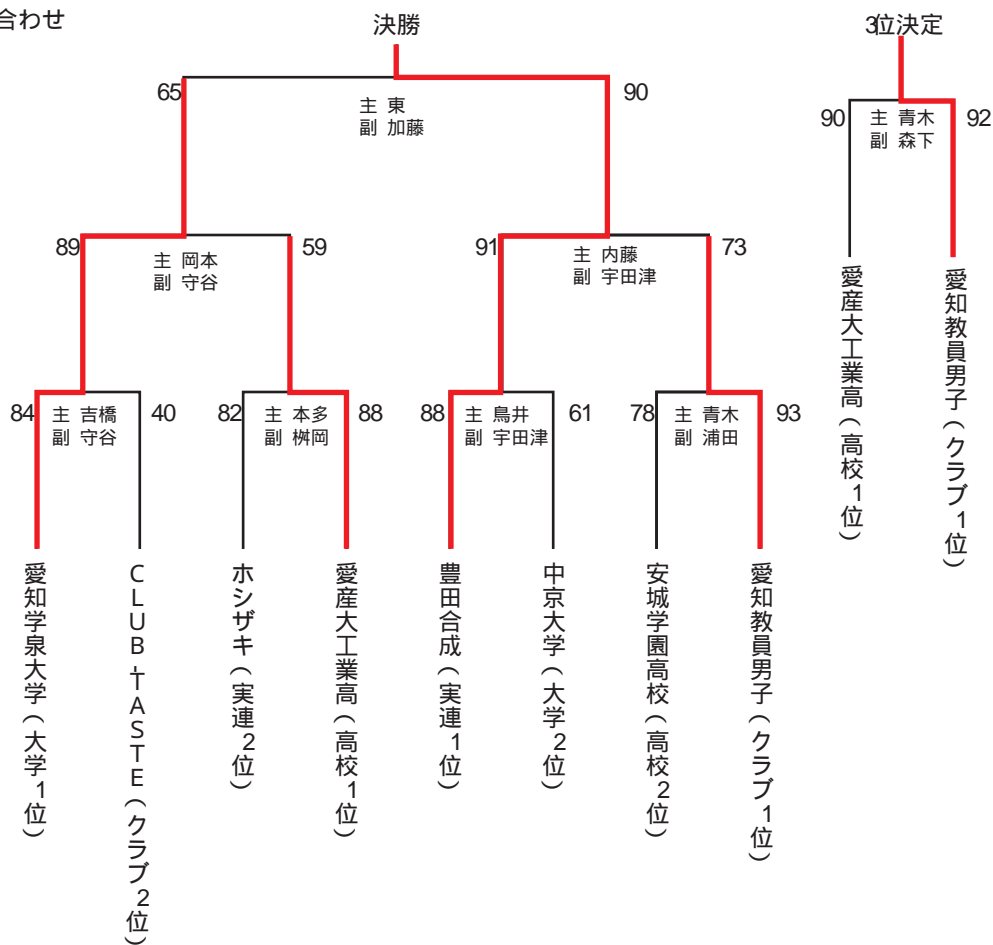 合わせ
決勝
3位決定
65
90
主 東
副 加藤
90
主 青木
副 森下
92
89
主 岡本
副 守谷
59
91
主 内藤
副 宇田津
73
愛産大工業高(高校1位)
愛知教員男子(クラブ1位)
84
主 吉橋
副 守谷
40
82
主 本多
副 桝岡
88
88
主 鳥井
副 宇田津
61
78
主 青木
副 浦田
93
愛知学泉大学(大学1位)
CLUB†TASTE(クラブ2位)
ホシザキ(実連2位)
愛産大工業高(高校1位)
豊田合成(実連1位)
中京大学(大学2位)
安城学園高校(高校2位)
愛知教員男子(クラブ1位)